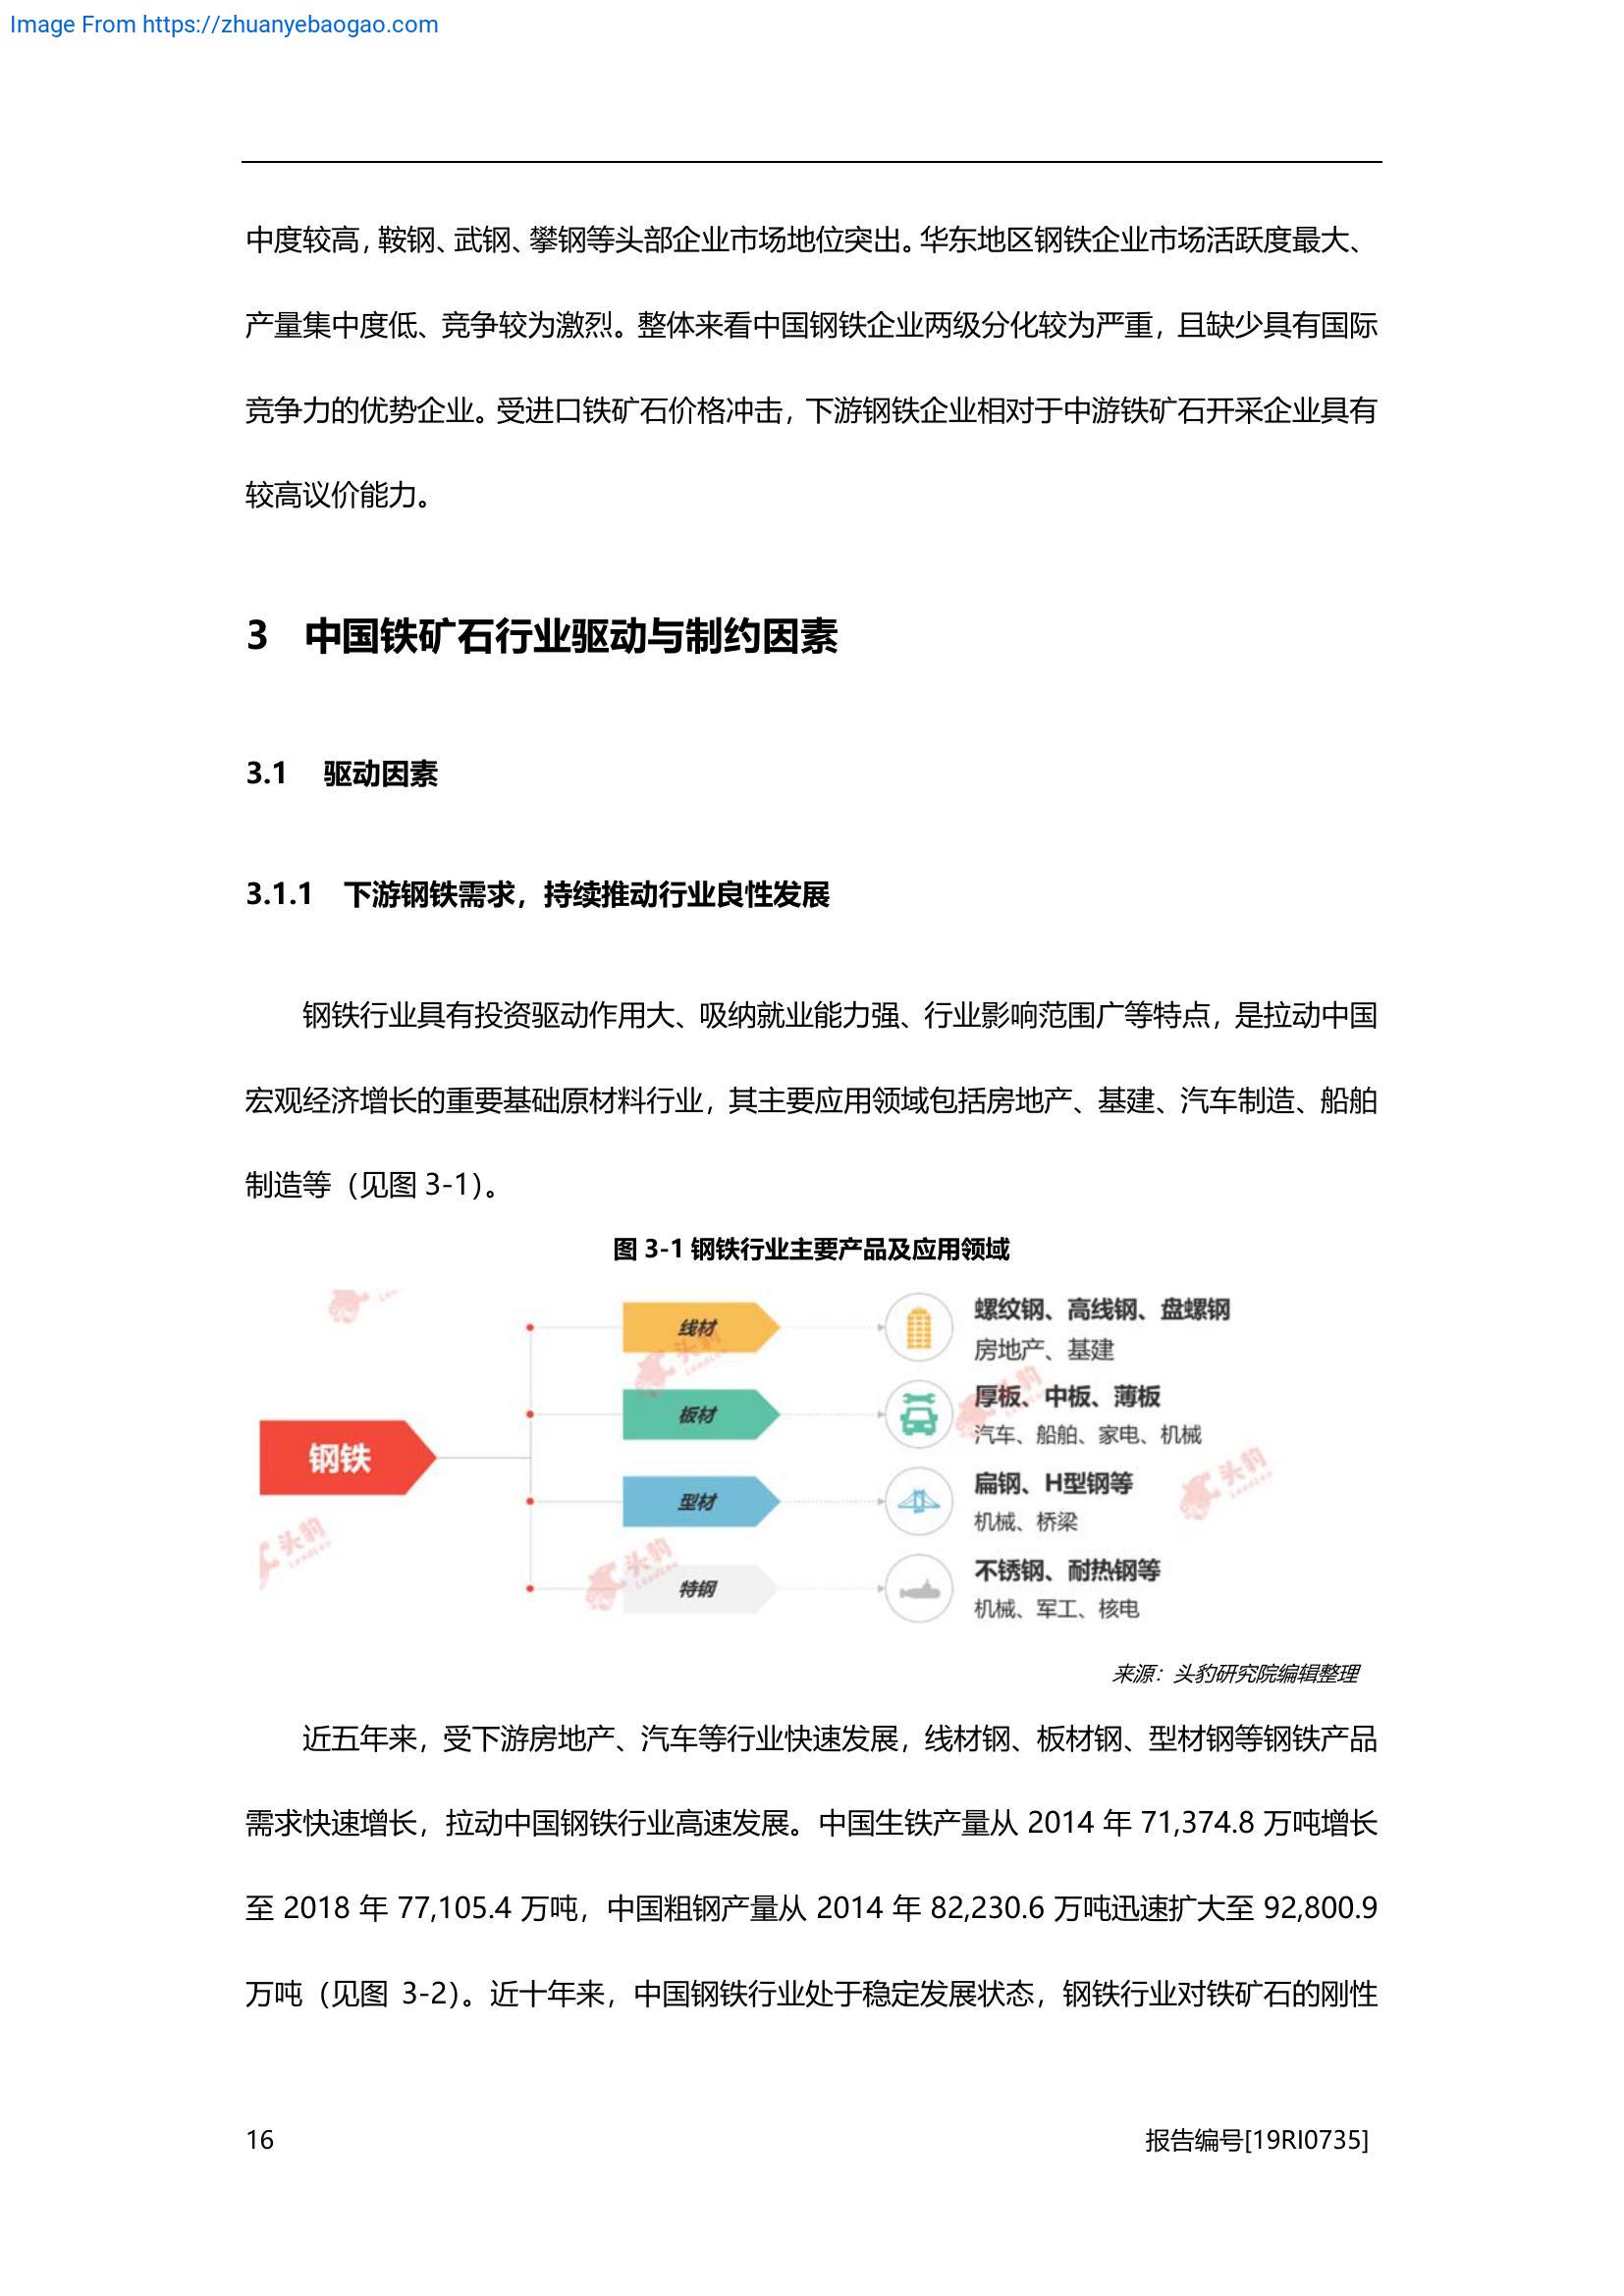 Image From https://zhuanyebaogao.com
中度较高，鞍钢、武钢、攀钢等头部企业市场地位突出。华东地区钢铁企业市场活跃度最大、
产量集中度低、竞争较为激烈。整体来看中国钢铁企业两级分化较为严重，且缺少具有国际
竞争力的优势企业。受进口铁矿石价格冲击，下游钢铁企业相对于中游铁矿石开采企业具有
较高议价能力。
3 中国铁矿石行业驱动与制约因素
3.1 驱动因素
3.1.1 下游钢铁需求，持续推动行业良性发展
钢铁行业具有投资驱动作用大、吸纳就业能力强、行业影响范围广等特点，是拉动中国
宏观经济增长的重要基础原材料行业，其主要应用领域包括房地产、基建、汽车制造、船舶
制造等（见图 3-1）。
图 3-1 钢铁行业主要产品及应用领域
钢铁
线材
螺纹钢、高线钢、盘螺钢
房地产、基建
板材
厚板、中板、薄板
汽车、船舶、家电、机械
型材
扁钢、H型钢等
机械、桥梁
特钢
不锈钢、耐热钢等
机械、军工、核电
头豹
LeadLeo
来源：头豹研究院编辑整理
近五年来，受下游房地产、汽车等行业快速发展，线材钢、板材钢、型材钢等钢铁产品
需求快速增长，拉动中国钢铁行业高速发展。中国生铁产量从 2014 年 71,374.8 万吨增长
至 2018 年 77,105.4 万吨，中国粗钢产量从 2014 年 82,230.6 万吨迅速扩大至 92,800.9
万吨（见图 3-2）。近十年来，中国钢铁行业处于稳定发展状态，钢铁行业对铁矿石的刚性
16
报告编号[19RI0735]